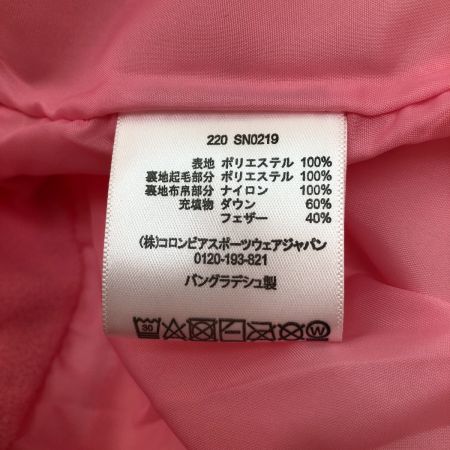 220 SN0219
表地 ポリエステル 100%
裏地起毛部分 ポリエステル 100%
裏地布帛部分 ナイロン 100%
充填物 ダウン 60%
フェザー 40%
(株)コロンビアスポーツウェアジャパン
0120-193-821
バングラデシュ製
30 W